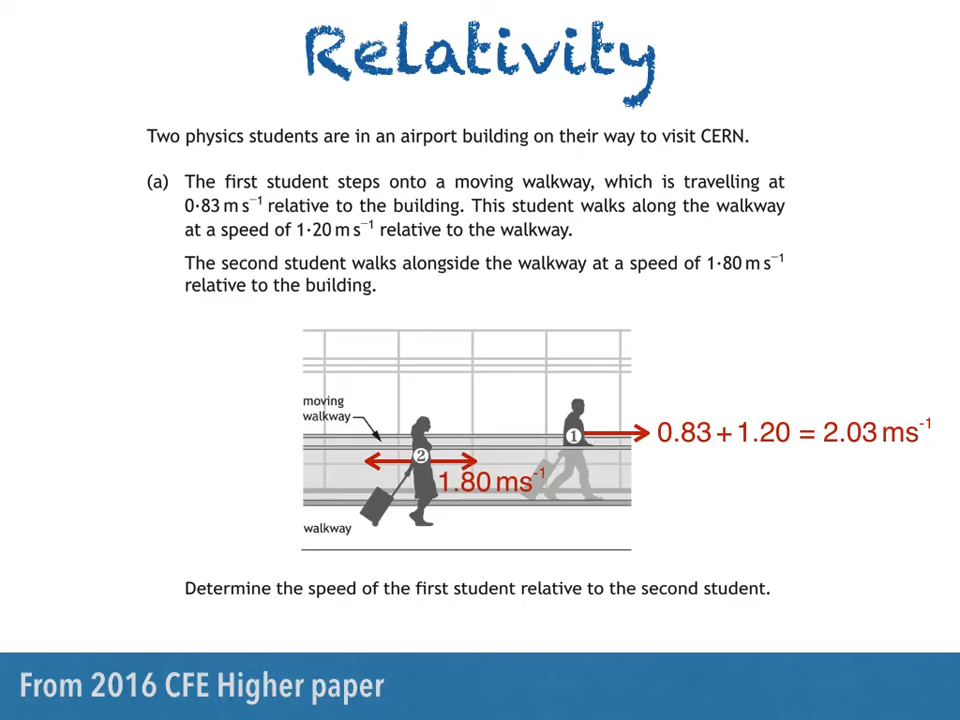 Relativity
Two physics students are in an airport building on their way to visit CERN.
(a) The first student steps onto a moving walkway, which is travelling at
0·83 m s⁻¹ relative to the building. This student walks along the walkway
at a speed of 1·20 m s⁻¹ relative to the walkway.
The second student walks alongside the walkway at a speed of 1·80 m s⁻¹
relative to the building.
moving
walkway
1
0.83 + 1.20 = 2.03 ms⁻¹
2
1.80 ms⁻¹
walkway
Determine the speed of the first student relative to the second student.
From 2016 CFE Higher paper